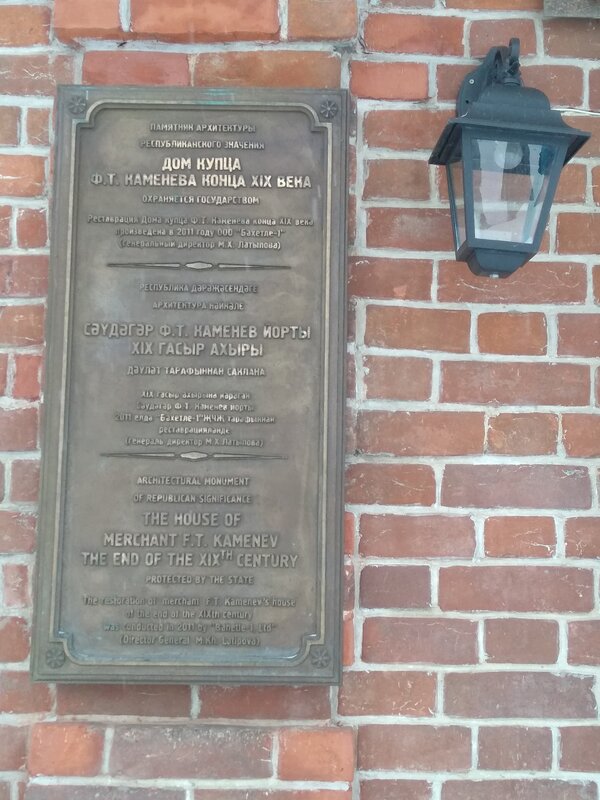 ПАМЯТНИК АРХИТЕКТУРЫ
РЕСПУБЛИКАНСКОГО ЗНАЧЕНИЯ
ДОМ КУПЦА
Ф.Т. КАМЕНЕВА КОНЦА XIX ВЕКА
ОХРАНЯЕТСЯ ГОСУДАРСТВОМ
Реставрация Дома купца Ф.Т. Каменева конца XIX века
произведена в 2011 году ООО "Бахетле-1"
(генеральный директор М.Х. Латыпова)
РЕСПУБЛИКА ДӘРӘҖӘСЕНДӘГЕ
АРХИТЕКТУРА ҺӘЙКӘЛЕ
СӘҮДӘГӘР Ф.Т. КАМЕНЕВ ЙОРТЫ
XIX ГАСЫР АХЫРЫ
ДӘҮЛӘТ ТАРАФЫННАН САКЛАНА
XIX гасыр ахырына караган
Сәүдәгәр Ф.Т. Каменев йорты
2011 елда "Бәхетле-1" ҖЧҖ тарафыннан
реставрацияләнде
(генераль директор М.Х. Латыпова)
ARCHITECTURAL MONUMENT
OF REPUBLICAN SIGNIFICANCE
THE HOUSE OF
MERCHANT F.T. KAMENEV
THE END OF THE XIXTH CENTURY
PROTECTED BY THE STATE
The restoration of merchant F.T. Kamenev's house
of the end of the XIXth century
was conducted in 2011 by "Bahetle-1 Ltd"
(Director General M.Kh. Latipova)